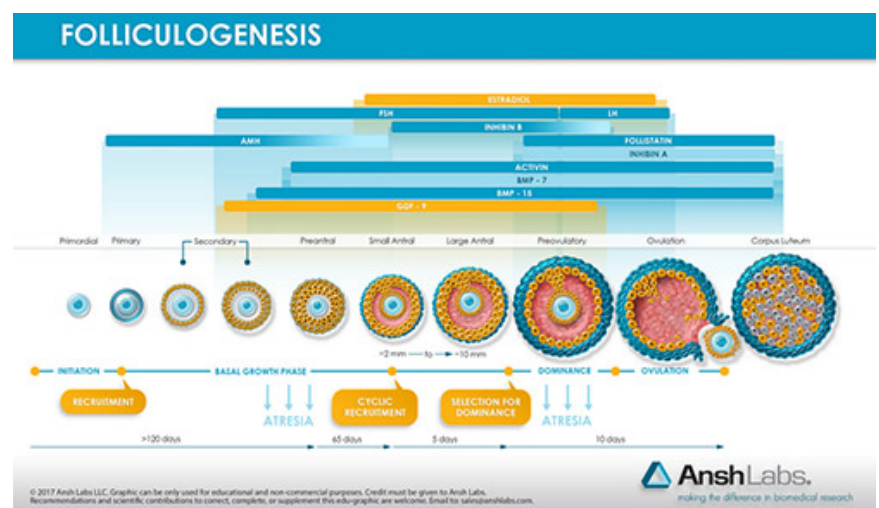 FOLLICULOGENESIS
ESTRADIOL
FSH
LH
INHIBIN B
AMH
FOLLISTATIN
INHIBIN A
ACTIVIN
BMP - 7
BMP - 15
GDF - 9
Primordial Primary Secondary Preantral Small Antral Large Antral Preovulatory Ovulation Corpus Luteum
~2 mm to ~10 mm
INITIATION BASAL GROWTH PHASE DOMINANCE OVULATION
RECRUITMENT
CYCLIC
RECRUITMENT
SELECTION FOR
DOMINANCE
ATRESIA ATRESIA
>120 days 65 days 5 days 10 days
AnshLabs.
making the difference in biomedical research
© 2017 Ansh Labs LLC. Graphic can be only used for educational and non-commercial purposes. Credit must be given to Ansh Labs.
Recommendations and scientific contributions to correct, complete, or supplement this edu-graphic are welcome. Email to: sales@anshlabs.com.